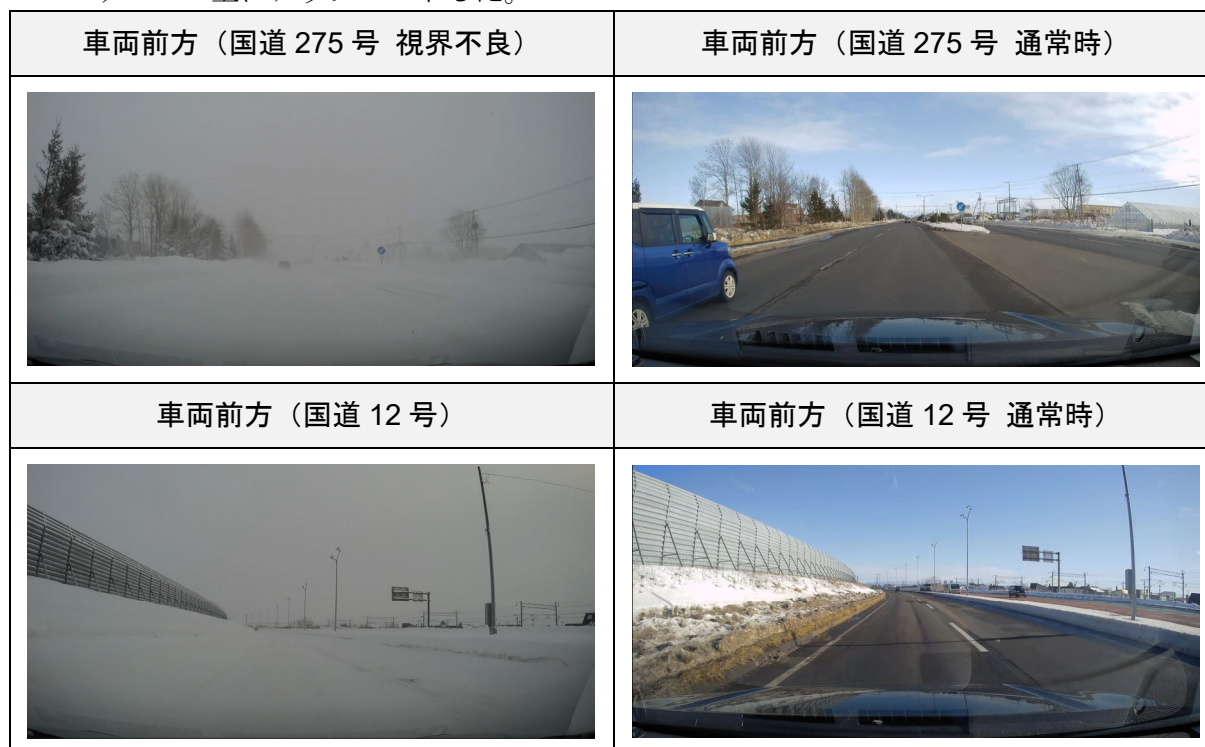 車両前方（国道 275 号 視界不良）
車両前方（国道 275 号 通常時）
車両前方（国道 12 号）
車両前方（国道 12 号 通常時）